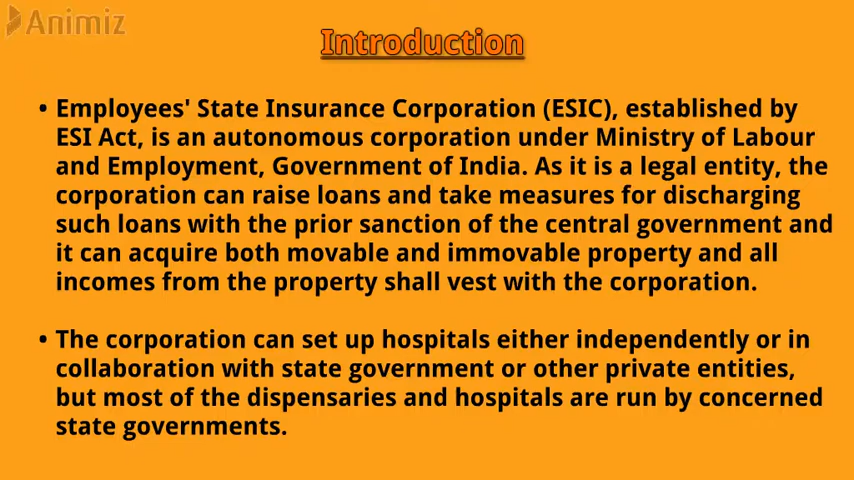 Animiz
Introduction
• Employees' State Insurance Corporation (ESIC), established by
ESI Act, is an autonomous corporation under Ministry of Labour
and Employment, Government of India. As it is a legal entity, the
corporation can raise loans and take measures for discharging
such loans with the prior sanction of the central government and
it can acquire both movable and immovable property and all
incomes from the property shall vest with the corporation.
• The corporation can set up hospitals either independently or in
collaboration with state government or other private entities,
but most of the dispensaries and hospitals are run by concerned
state governments.